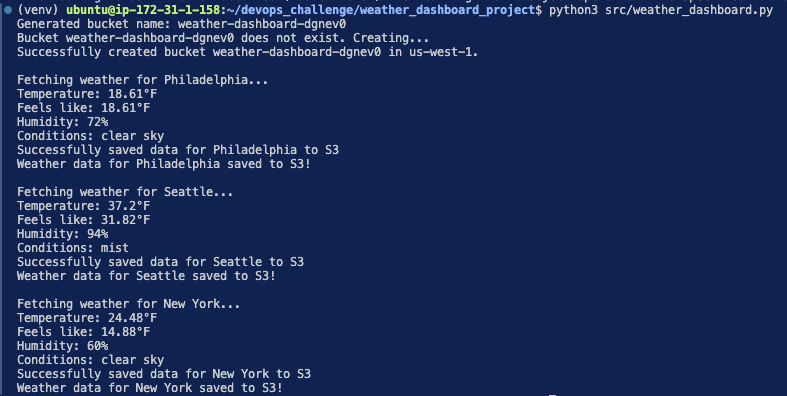 (venv) ubuntu@ip-172-31-1-158:~/devops_challenge/weather_dashboard_project$ python3 src/weather_dashboard.py
Generated bucket name: weather-dashboard-dgnev0
Bucket weather-dashboard-dgnev0 does not exist. Creating...
Successfully created bucket weather-dashboard-dgnev0 in us-west-1.
Fetching weather for Philadelphia...
Temperature: 18.61°F
Feels like: 18.61°F
Humidity: 72%
Conditions: clear sky
Successfully saved data for Philadelphia to S3
Weather data for Philadelphia saved to S3!
Fetching weather for Seattle...
Temperature: 37.2°F
Feels like: 31.82°F
Humidity: 94%
Conditions: mist
Successfully saved data for Seattle to S3
Weather data for Seattle saved to S3!
Fetching weather for New York...
Temperature: 24.48°F
Feels like: 14.88°F
Humidity: 60%
Conditions: clear sky
Successfully saved data for New York to S3
Weather data for New York saved to S3!